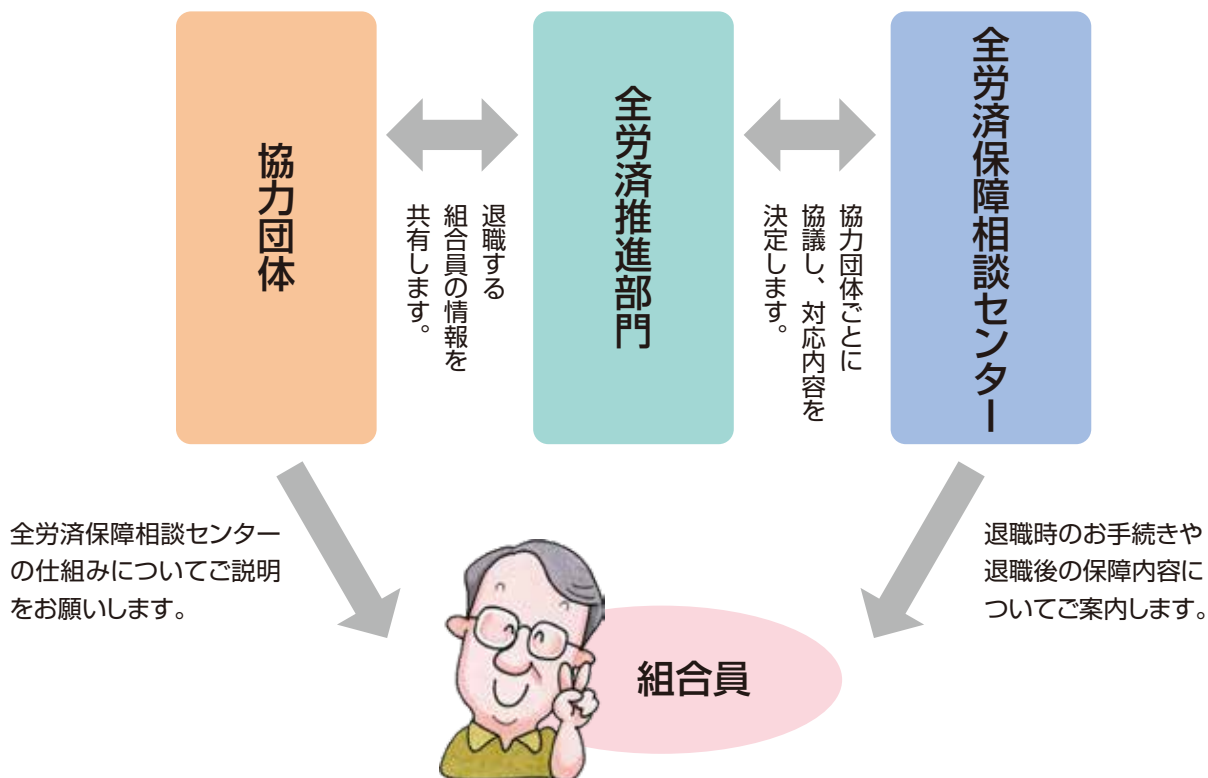 協力団体
退職する
組合員の情報を
共有します。
全労済推進部門
協力団体ごとに
協議し、対応内容を
決定します。
全労済保障相談センター
全労済保障相談センター
の仕組みについてご説明
をお願いします。
退職時のお手続きや
退職後の保障内容に
ついてご案内します。
組合員